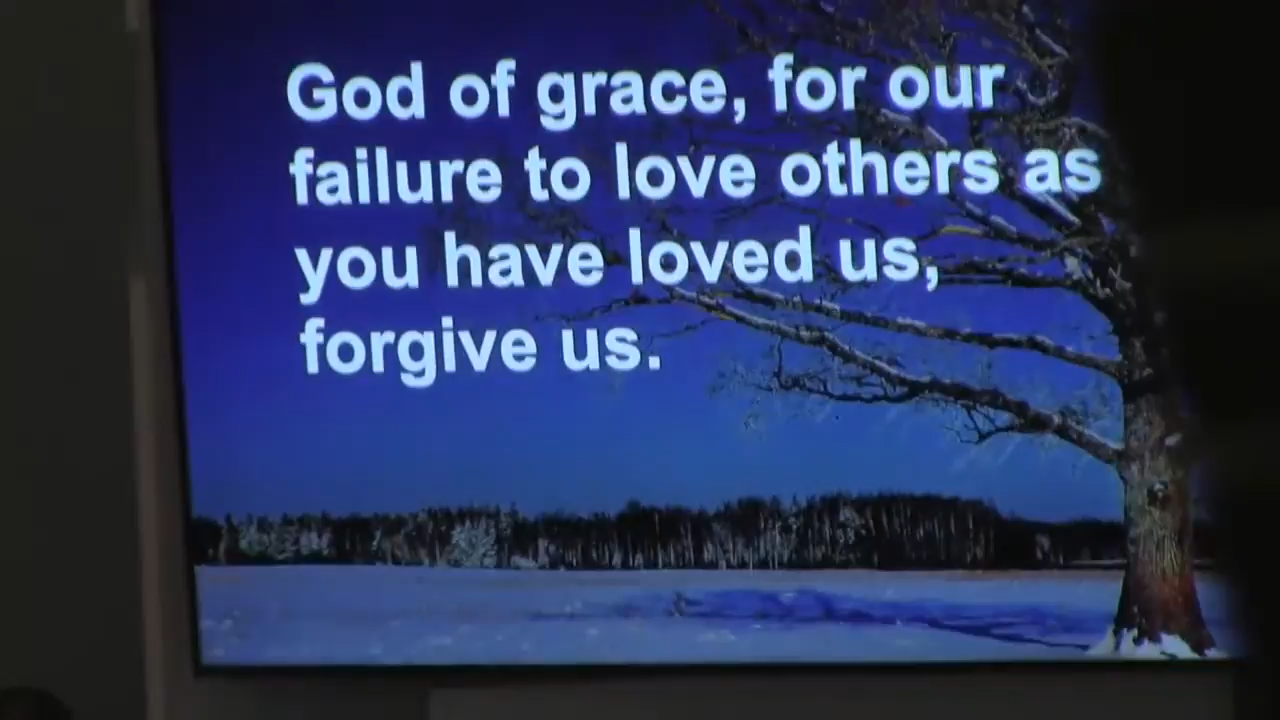 God of grace, for our
failure to love others as
you have loved us,
forgive us.